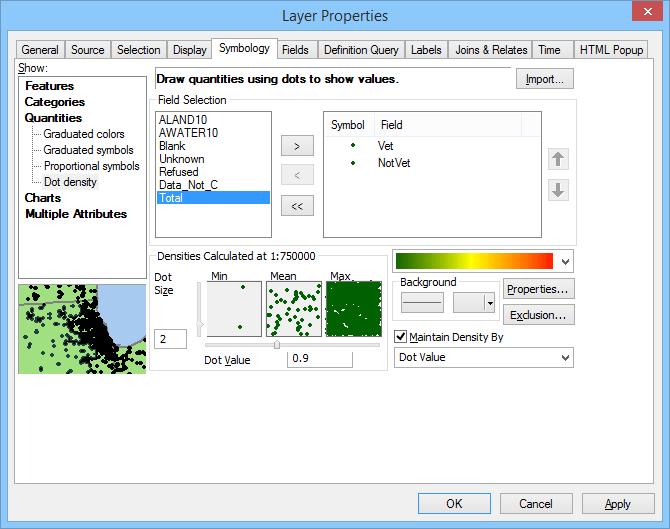 Layer Properties
General Source Selection Display Symbology Fields Definition Query Labels Joins & Relates Time HTML Popup
Show:
Features
Categories
Quantities
Graduated colors
Graduated symbols
Proportional symbols
Dot density
Charts
Multiple Attributes
Draw quantities using dots to show values.
Import...
Field Selection
ALAND10
AWATER10
Blank
Unknown
Refused
Data_Not_C
Total
>
<
<<
Symbol Field
Vet
NotVet
Densities Calculated at 1:750000
Dot
Size
Min Mean Max
2
Dot Value 0.9
Background
Properties...
Exclusion...
Maintain Density By
Dot Value
OK Cancel Apply